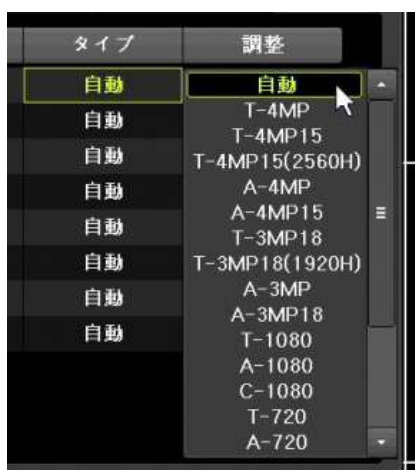 タイプ 調整
自動 自動
自動 T-4MP
T-4MP15
自動 T-4MP15(2560H)
自動 A-4MP
A-4MP15
自動 T-3MP18
自動 T-3MP18(1920H)
A-3MP
自動 A-3MP18
自動 T-1080
A-1080
C-1080
T-720
A-720